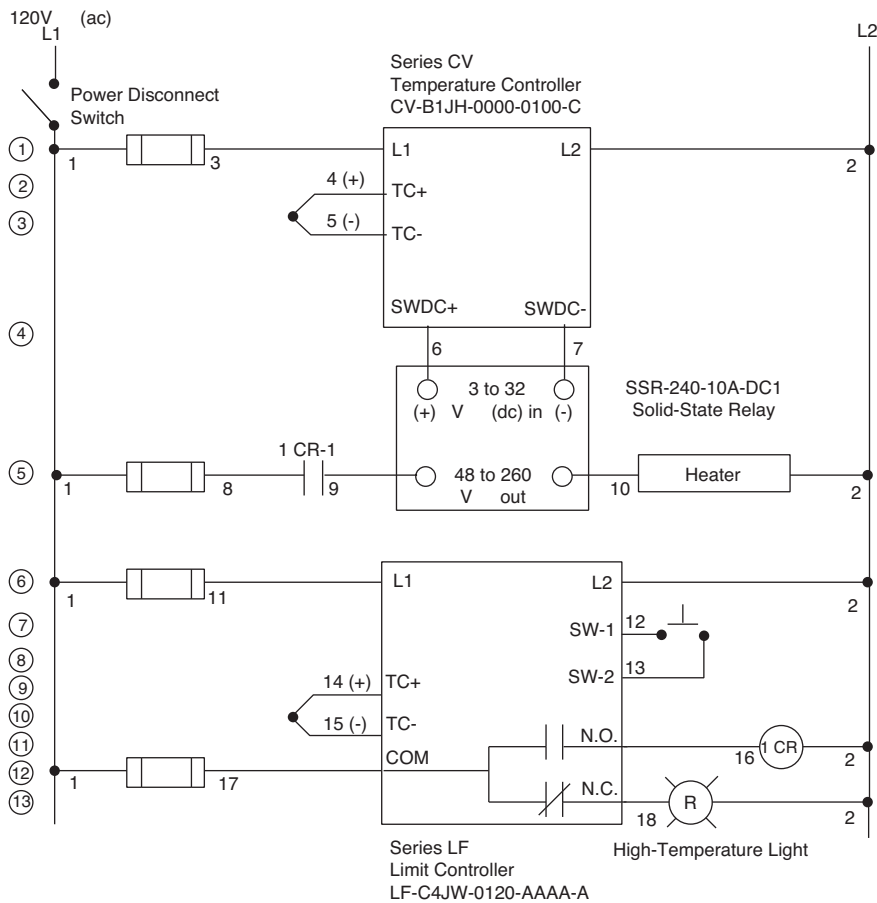 120V (ac)
L1
L2
Power Disconnect
Switch
Series CV
Temperature Controller
CV-B1JH-0000-0100-C
1
1
3
L1
L2
2
2
4 (+)
TC+
3
5 (-)
TC-
SWDC+
SWDC-
4
6
7
3 to 32
(+) V (dc) in (-)
SSR-240-10A-DC1
Solid-State Relay
1 CR-1
5
1
8
9
48 to 260
V out
10
Heater
2
6
1
11
L1
L2
2
7
SW-1
12
8
SW-2
13
9
14 (+)
TC+
10
15 (-)
TC-
11
COM
N.O.
16
1 CR
2
12
1
17
13
N.C.
18
R
2
High-Temperature Light
Series LF
Limit Controller
LF-C4JW-0120-AAAA-A